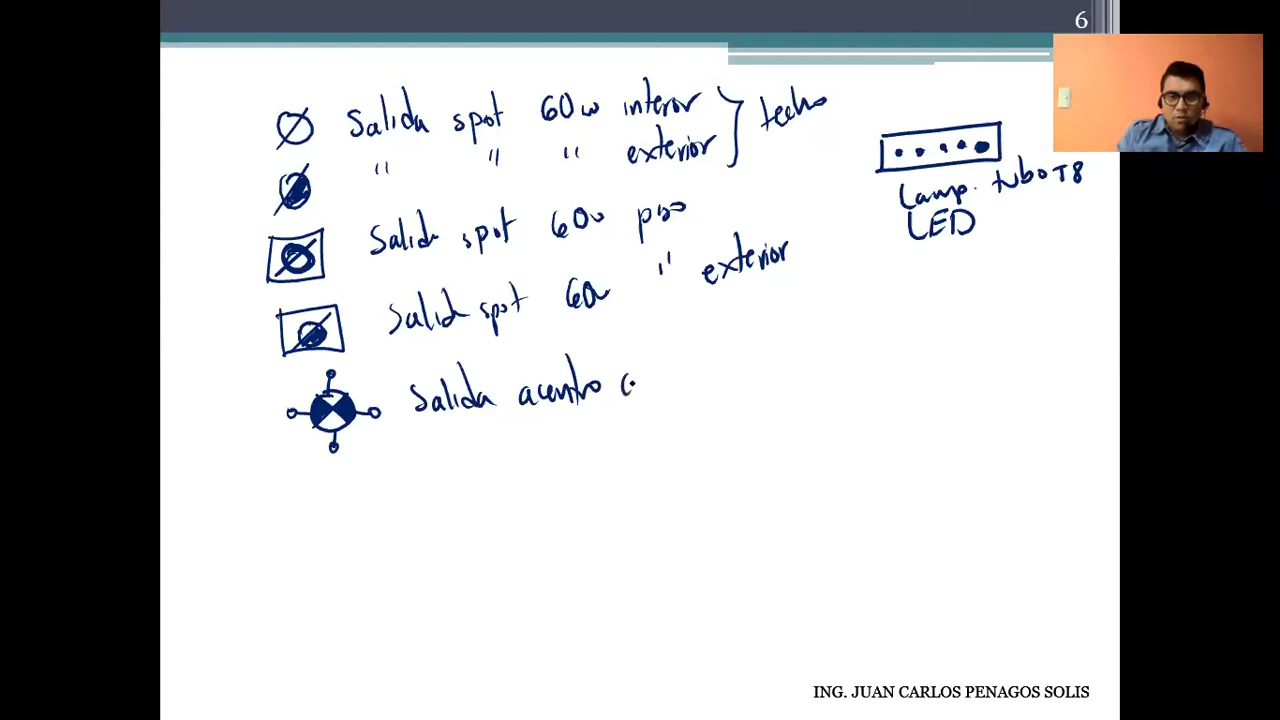 6
Salida spot 60w interior
" " " exterior
techo
Salida spot 60w piso
Salida spot 60w " exterior
Salida acento
Lamp. tubo T8
LED
ING. JUAN CARLOS PENAGOS SOLIS